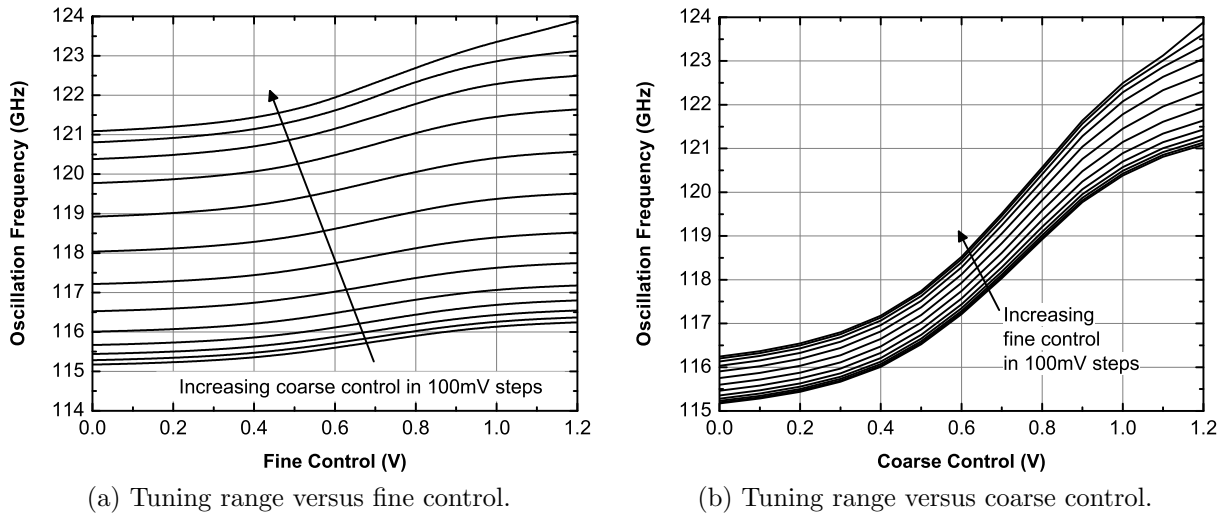 124
123
122
121
120
119
118
117
116
115
114
Oscillation Frequency (GHz)
Increasing coarse control in 100mV steps
0.0 0.2 0.4 0.6 0.8 1.0 1.2
Fine Control (V)
(a) Tuning range versus fine control.
124
123
122
121
120
119
118
117
116
115
Oscillation Frequency (GHz)
Increasing
fine control
in 100mV steps
0.0 0.2 0.4 0.6 0.8 1.0 1.2
Coarse Control (V)
(b) Tuning range versus coarse control.